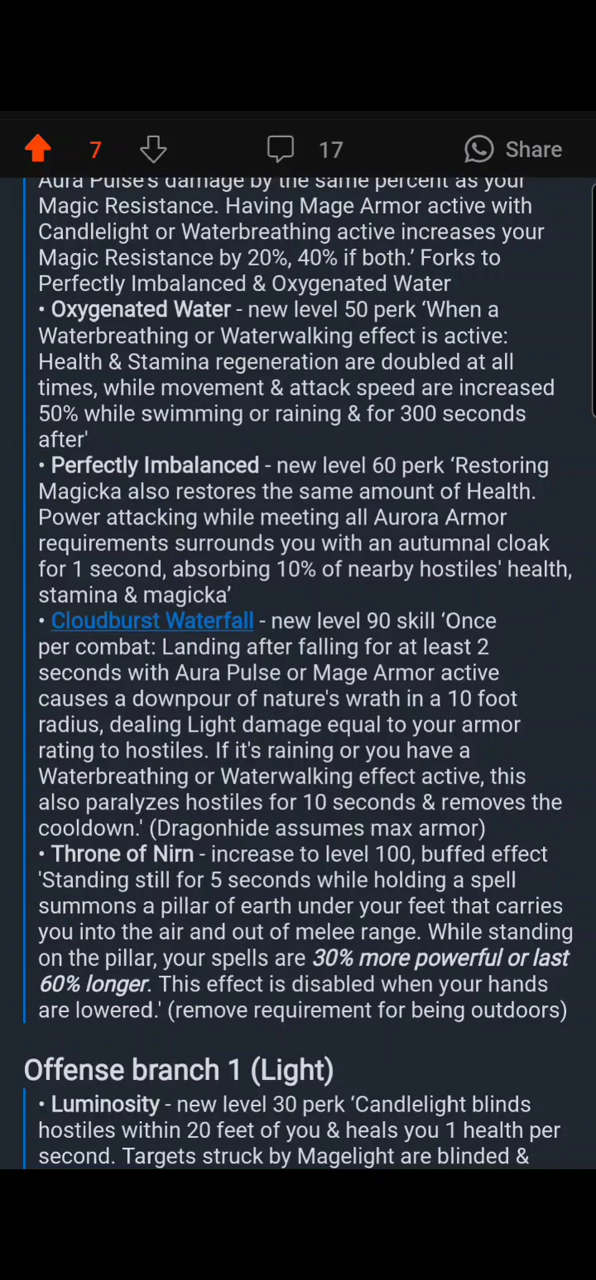 7
17
Share
Aura Pulse's damage by the same percent as your
Magic Resistance. Having Mage Armor active with
Candlelight or Waterbreathing active increases your
Magic Resistance by 20%, 40% if both.’ Forks to
Perfectly Imbalanced & Oxygenated Water
• Oxygenated Water - new level 50 perk ‘When a
Waterbreathing or Waterwalking effect is active:
Health & Stamina regeneration are doubled at all
times, while movement & attack speed are increased
50% while swimming or raining & for 300 seconds
after'
• Perfectly Imbalanced - new level 60 perk ‘Restoring
Magicka also restores the same amount of Health.
Power attacking while meeting all Aurora Armor
requirements surrounds you with an autumnal cloak
for 1 second, absorbing 10% of nearby hostiles' health,
stamina & magicka’
• Cloudburst Waterfall - new level 90 skill ‘Once
per combat: Landing after falling for at least 2
seconds with Aura Pulse or Mage Armor active
causes a downpour of nature's wrath in a 10 foot
radius, dealing Light damage equal to your armor
rating to hostiles. If it's raining or you have a
Waterbreathing or Waterwalking effect active, this
also paralyzes hostiles for 10 seconds & removes the
cooldown.' (Dragonhide assumes max armor)
• Throne of Nirn - increase to level 100, buffed effect
'Standing still for 5 seconds while holding a spell
summons a pillar of earth under your feet that carries
you into the air and out of melee range. While standing
on the pillar, your spells are 30% more powerful or last
60% longer. This effect is disabled when your hands
are lowered.' (remove requirement for being outdoors)
Offense branch 1 (Light)
• Luminosity - new level 30 perk ‘Candlelight blinds
hostiles within 20 feet of you & heals you 1 health per
second. Targets struck by Magelight are blinded &